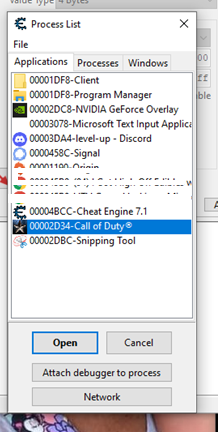 Value Type 4 Bytes
Process List
File
Applications Processes Windows
00001DF8-Client
00001DF8-Program Manager
00002DC8-NVIDIA GeForce Overlay
00003078-Microsoft Text Input Applica
00003DA4-level-up - Discord
0000458C-Signal
00001190-Origin
00004BCC-Cheat Engine 7.1
00002D34-Call of Duty®
00002DBC-Snipping Tool
Open Cancel
Attach debugger to process
Network